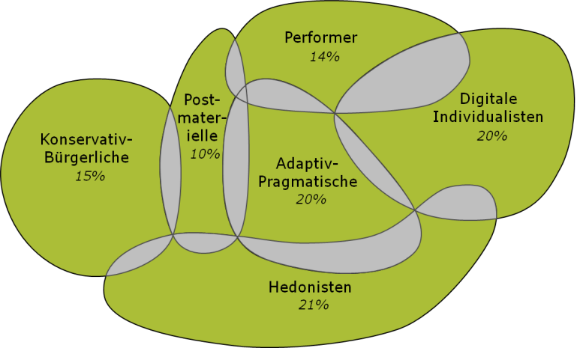 Performer
14%
Post-
mater-
ielle
10%
Digitale
Individualisten
20%
Konservativ-
Bürgerliche
15%
Adaptiv-
Pragmatische
20%
Hedonisten
21%